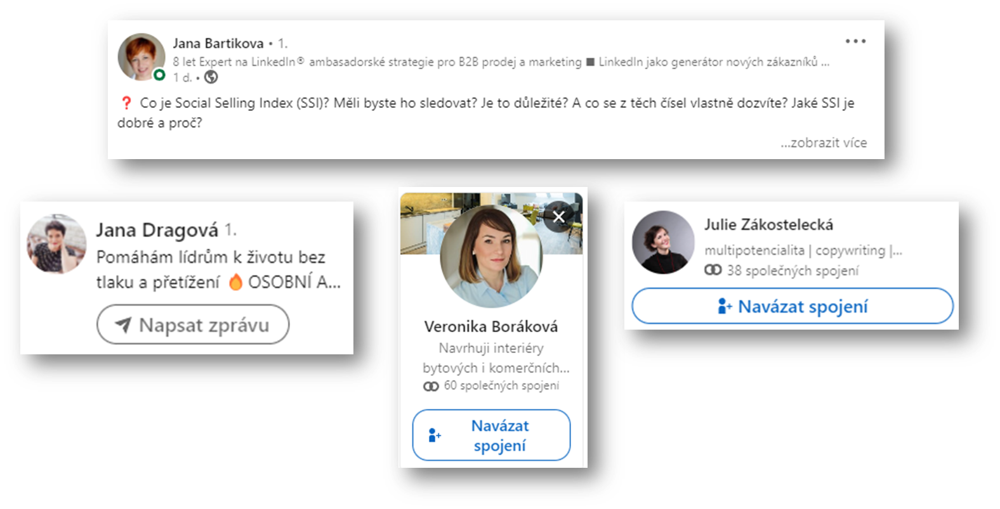 Jana Bartikova • 1.
8 let Expert na LinkedIn® ambasadorské strategie pro B2B prodej a marketing ■ LinkedIn jako generátor nových zákazníků ...
1 d. •
❓ Co je Social Selling Index (SSI)? Měli byste ho sledovat? Je to důležité? A co se z těch čísel vlastně dozvíte? Jaké SSI je
dobré a proč?
...zobrazit více
Jana Dragová 1.
Pomáhám lídrům k životu bez
tlaku a přetížení 🔥 OSOBNÍ A...
Napsat zprávu
Veronika Boráková
Navrhuji interiéry
bytových i komerčních...
60 společných spojení
Navázat
spojení
Julie Zákostelecká
multipotencialita | copywriting |...
38 společných spojení
Navázat spojení